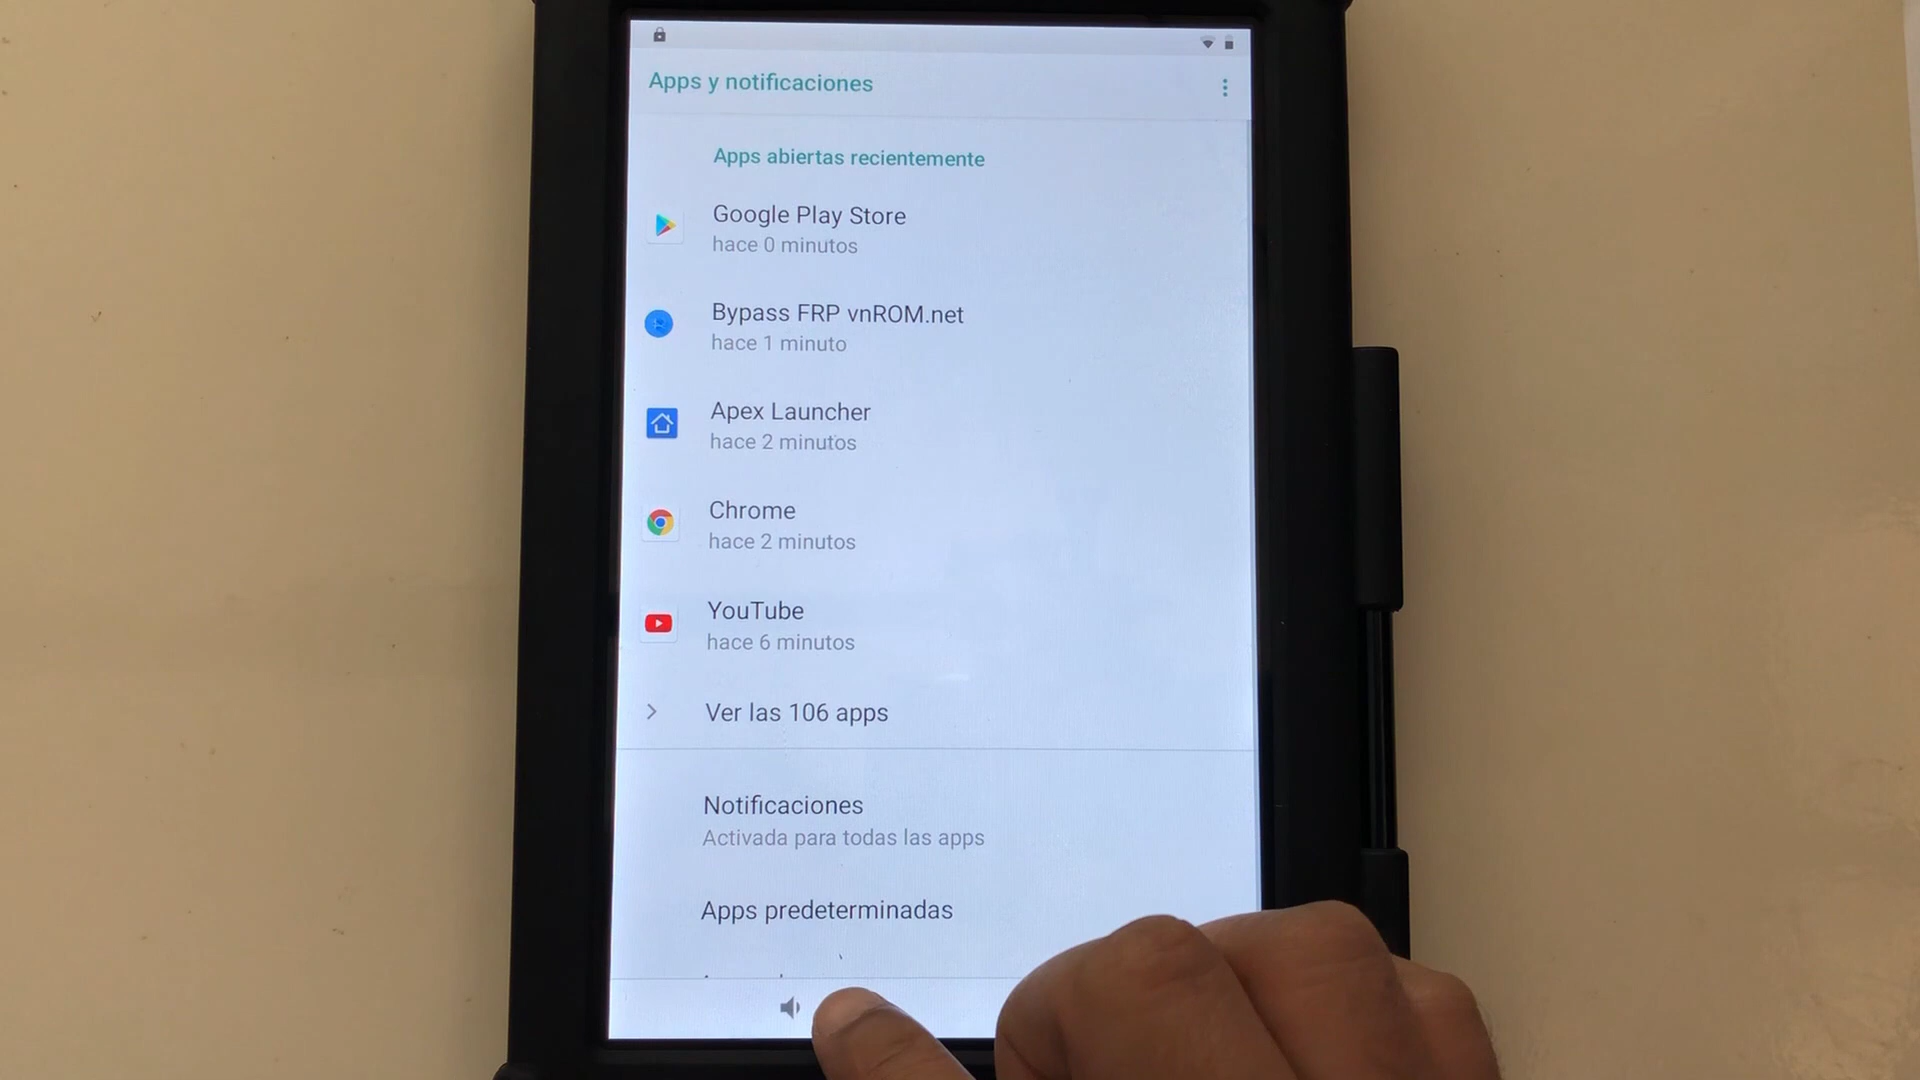 Apps y notificaciones
Apps abiertas recientemente
Google Play Store
hace 0 minutos
Bypass FRP vnROM.net
hace 1 minuto
Apex Launcher
hace 2 minutos
Chrome
hace 2 minutos
YouTube
hace 6 minutos
Ver las 106 apps
Notificaciones
Activada para todas las apps
Apps predeterminadas